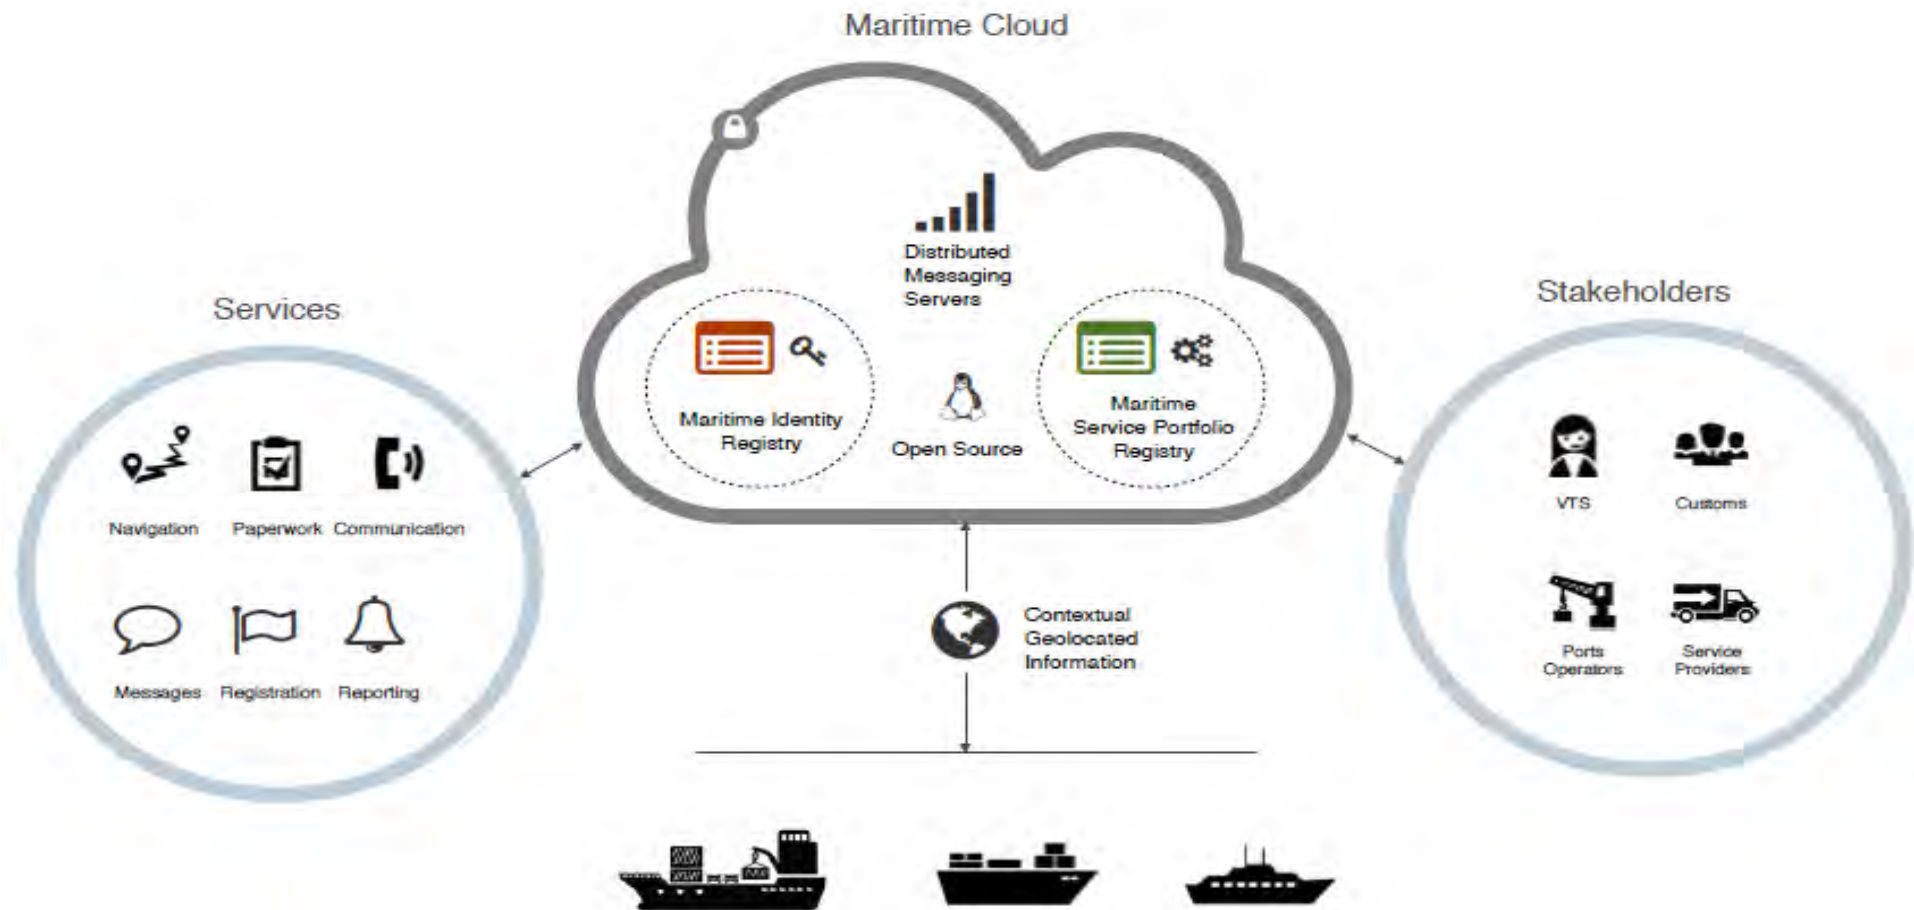 Maritime Cloud
Distributed
Messaging
Servers
Services
Stakeholders
Maritime Identity
Registry
Open Source
Maritime
Service Portfolio
Registry
Navigation
Paperwork
Communication
VTS
Customs
Contextual
Geolocated
Information
Messages
Registration
Reporting
Ports
Operators
Service
Providers